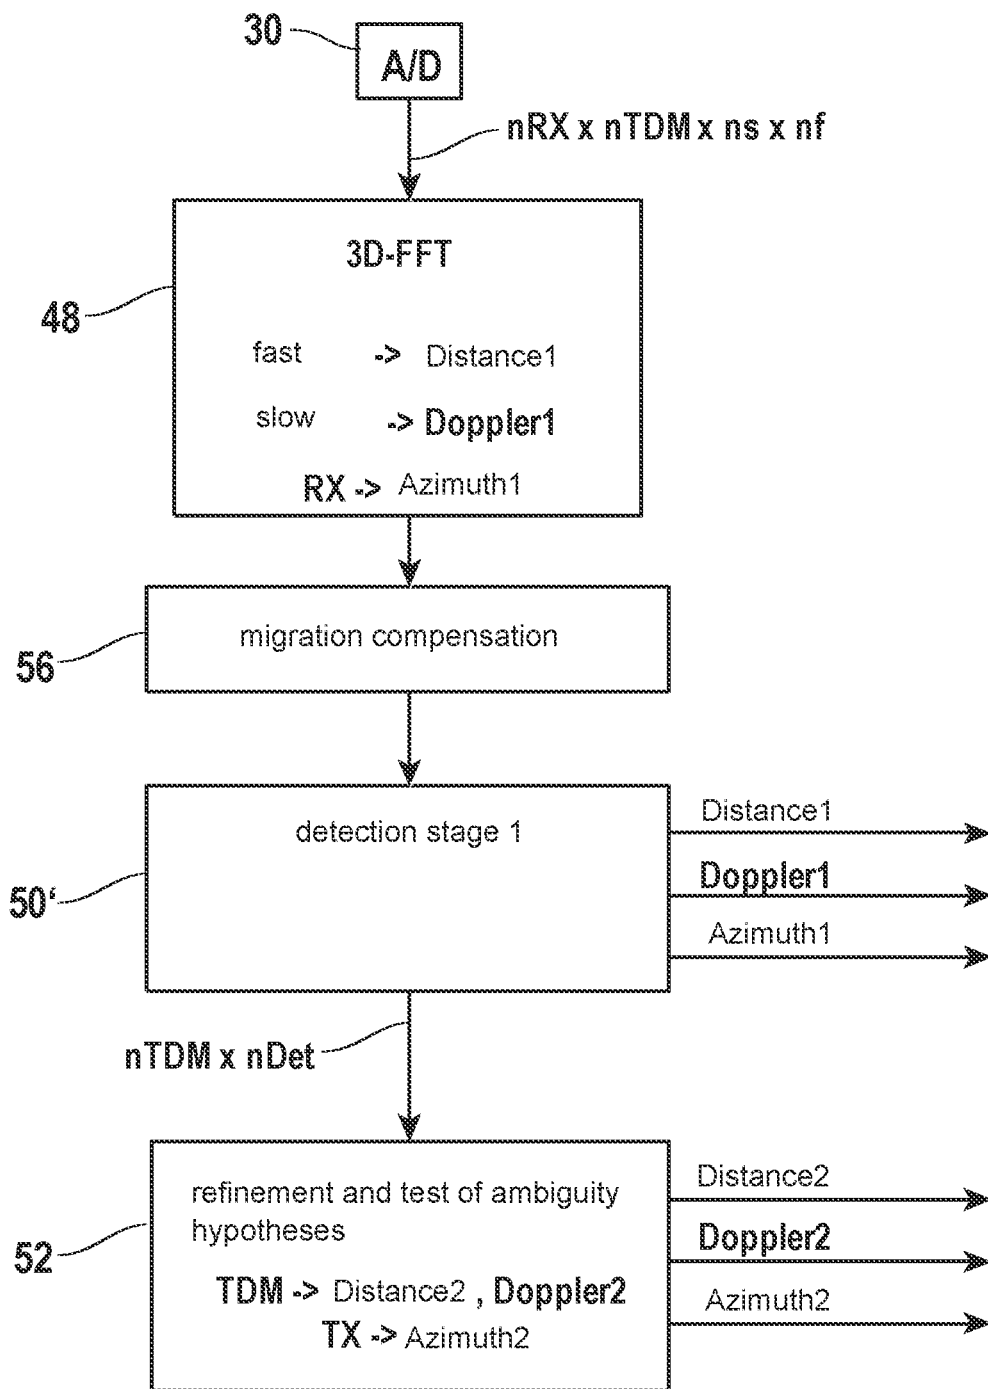 30
A/D
nRX x nTDM x ns x nf
3D-FFT
48
fast -> Distance1
slow -> Doppler1
RX -> Azimuth1
migration compensation
56
detection stage 1
Distance1
Doppler1
50‘
Azimuth1
nTDM x nDet
refinement and test of ambiguity
hypotheses
52
TDM -> Distance2 , Doppler2
TX -> Azimuth2
Distance2
Doppler2
Azimuth2